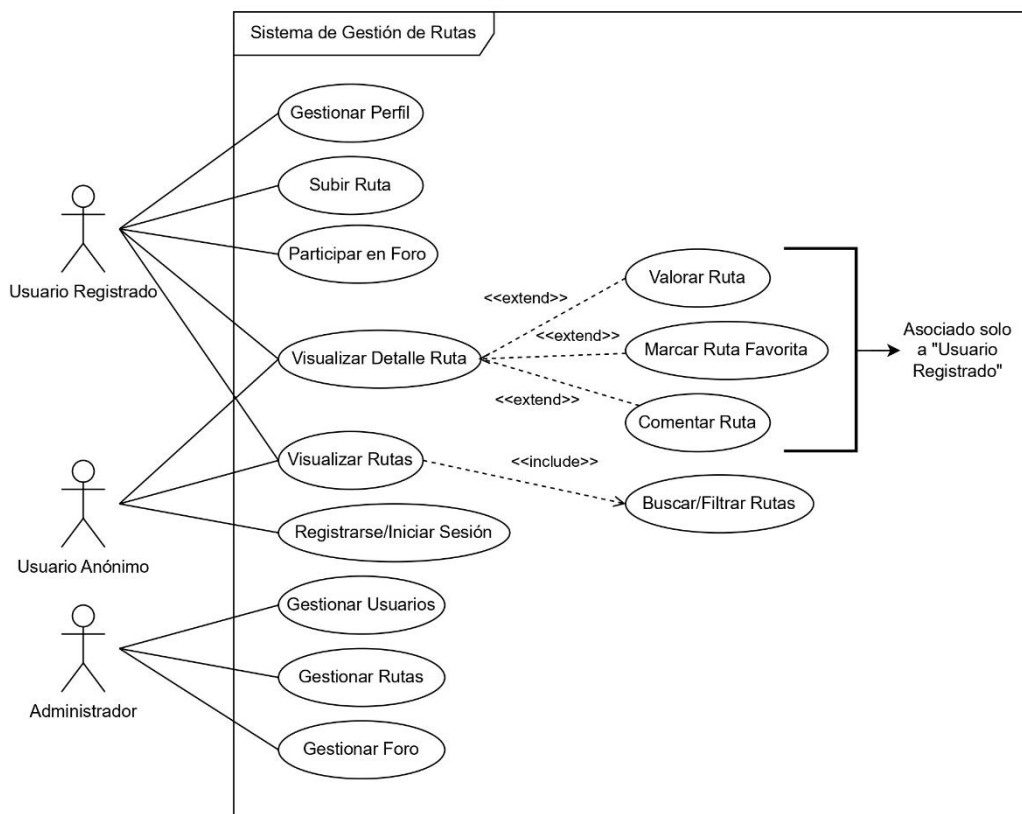 Sistema de Gestión de Rutas
Gestionar Perfil
Subir Ruta
Participar en Foro
Usuario Registrado
Valorar Ruta
<<extend>>
<<extend>>
Visualizar Detalle Ruta
Marcar Ruta Favorita
Asociado solo
a "Usuario
Registrado"
<<extend>>
Comentar Ruta
Visualizar Rutas
<<include>>
Buscar/Filtrar Rutas
Registrarse/Iniciar Sesión
Usuario Anónimo
Gestionar Usuarios
Gestionar Rutas
Administrador
Gestionar Foro